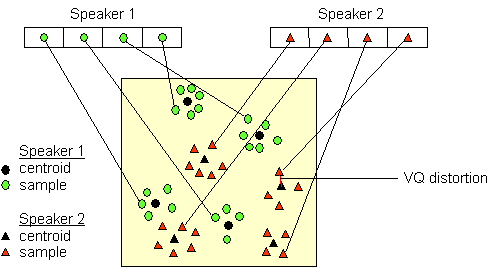 Speaker 1
Speaker 2
Speaker 1
centroid
sample
VQ distortion
Speaker 2
centroid
sample